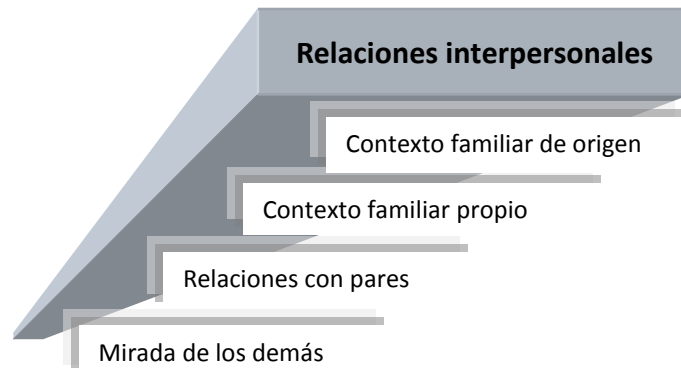 Relaciones interpersonales
Contexto familiar de origen
Contexto familiar propio
Relaciones con pares
Mirada de los demás